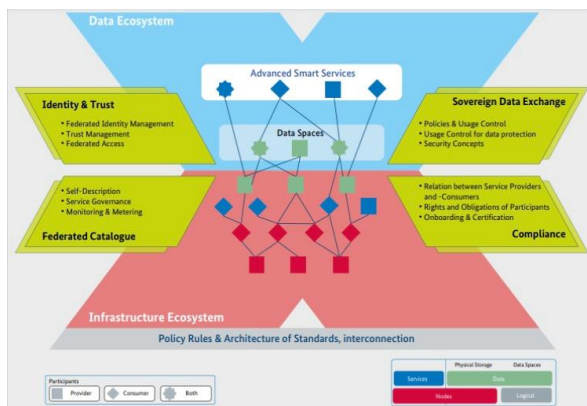 Data Ecosystem
Advanced Smart Services
Identity & Trust
• Federated Identity Management
• Trust Management
• Federated Access
Sovereign Data Exchange
• Policies & Usage Control
• Usage Control for data protection
• Security Concepts
Data Spaces
• Self-Description
• Service Governance
• Monitoring & Metering
Federated Catalogue
• Relation between Service Providers
and -Consumers
• Rights and Obligations of Participants
• Onboarding & Certification
Compliance
Infrastructure Ecosystem
Policy Rules & Architecture of Standards, interconnection
Participants
Provider
Consumer
Both
Physical Storage
Data Spaces
Services
Data
Nodes
Logical